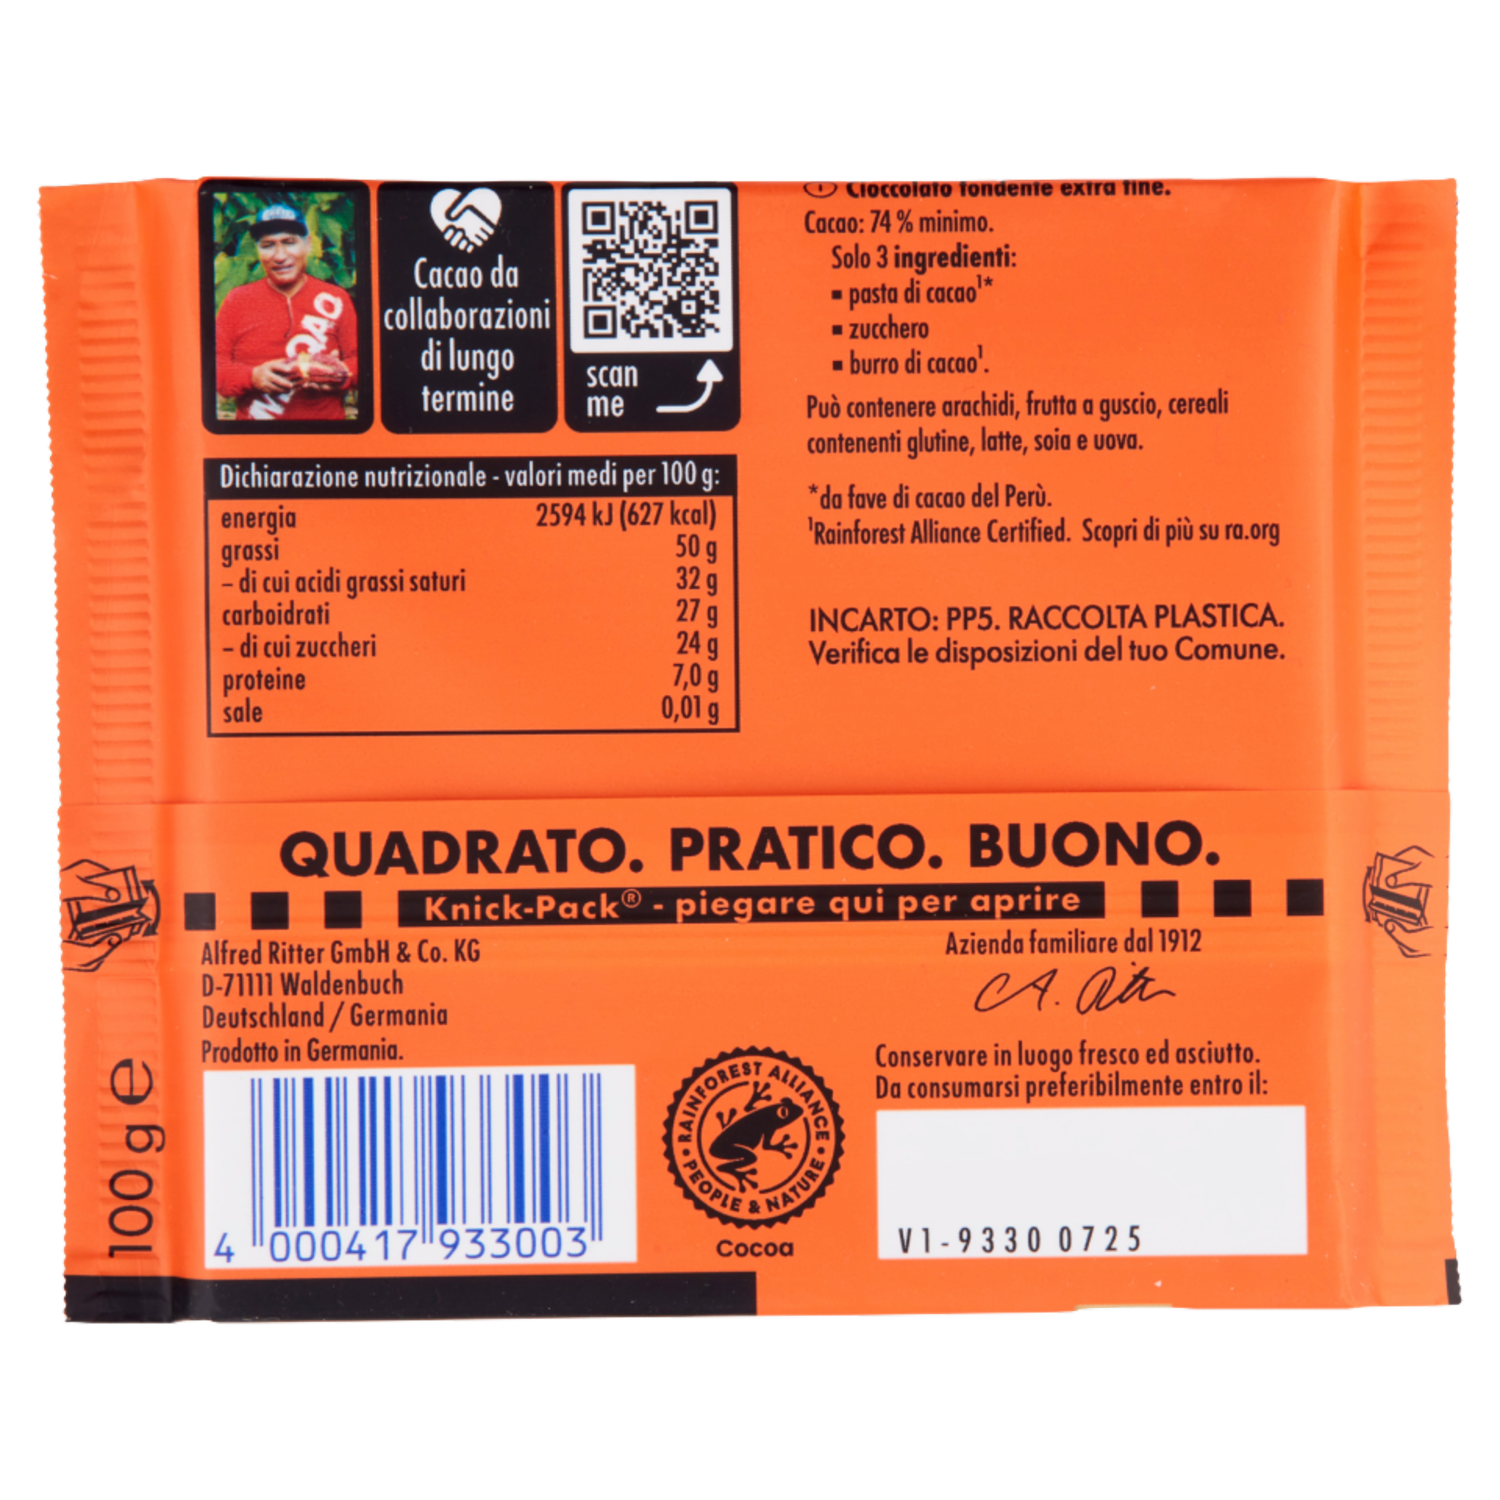 Cacao da
collaborazioni
di lungo
termine
scan
me
Dichiarazione nutrizionale - valori medi per 100 g:
energia 2594 kJ (627 kcal)
grassi 50 g
– di cui acidi grassi saturi 32 g
carboidrati 27 g
– di cui zuccheri 24 g
proteine 7,0 g
sale 0,01 g
Cioccolato fondente extra fine.
Cacao: 74 % minimo.
Solo 3 ingredienti:
▪ pasta di cacao¹*
▪ zucchero
▪ burro di cacao¹.
Può contenere arachidi, frutta a guscio, cereali
contenenti glutine, latte, soia e uova.
*da fave di cacao del Perù.
¹Rainforest Alliance Certified. Scopri di più su ra.org
INCARTO: PP5. RACCOLTA PLASTICA.
Verifica le disposizioni del tuo Comune.
QUADRATO. PRATICO. BUONO.
Knick-Pack® - piegare qui per aprire
Alfred Ritter GmbH & Co. KG
D-71111 Waldenbuch
Deutschland / Germania
Prodotto in Germania.
4 000417 933003
100 g e
RAINFOREST ALLIANCE
PEOPLE & NATURE
Cocoa
Azienda familiare dal 1912
Conservare in luogo fresco ed asciutto.
Da consumarsi preferibilmente entro il:
V1-9330 0725